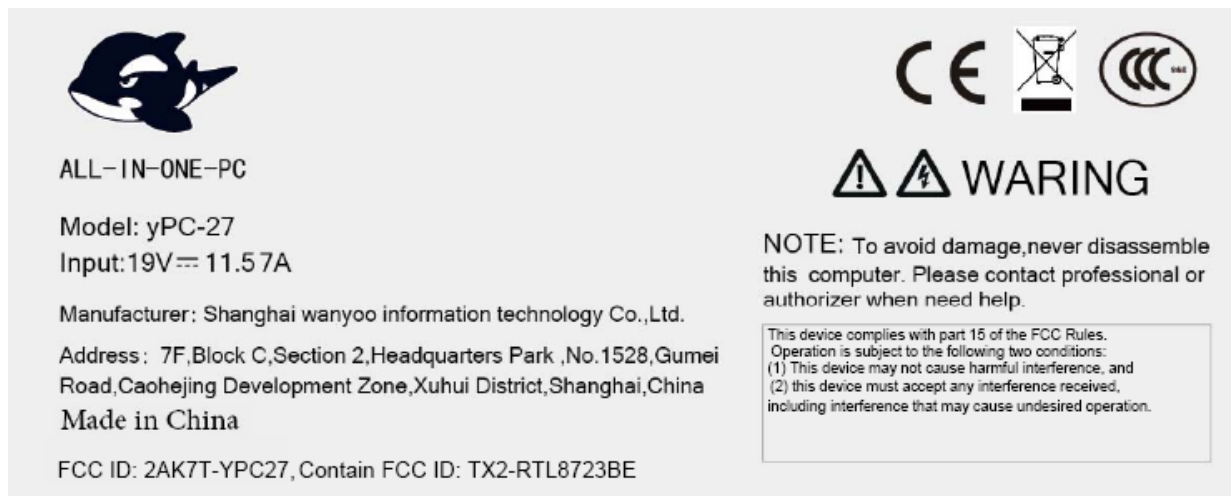 ALL-IN-ONE-PC
Model: yPC-27
Input:19V⎓ 11.57A
Manufacturer: Shanghai wanyoo information technology Co.,Ltd.
Address: 7F,Block C,Section 2,Headquarters Park ,No.1528,Gumei
Road,Caohejing Development Zone,Xuhui District,Shanghai,China
Made in China
FCC ID: 2AK7T-YPC27, Contain FCC ID: TX2-RTL8723BE
CE CCC
WARING
NOTE: To avoid damage,never disassemble
this computer. Please contact professional or
authorizer when need help.
This device complies with part 15 of the FCC Rules.
Operation is subject to the following two conditions:
(1) This device may not cause harmful interference, and
(2) this device must accept any interference received,
including interference that may cause undesired operation.